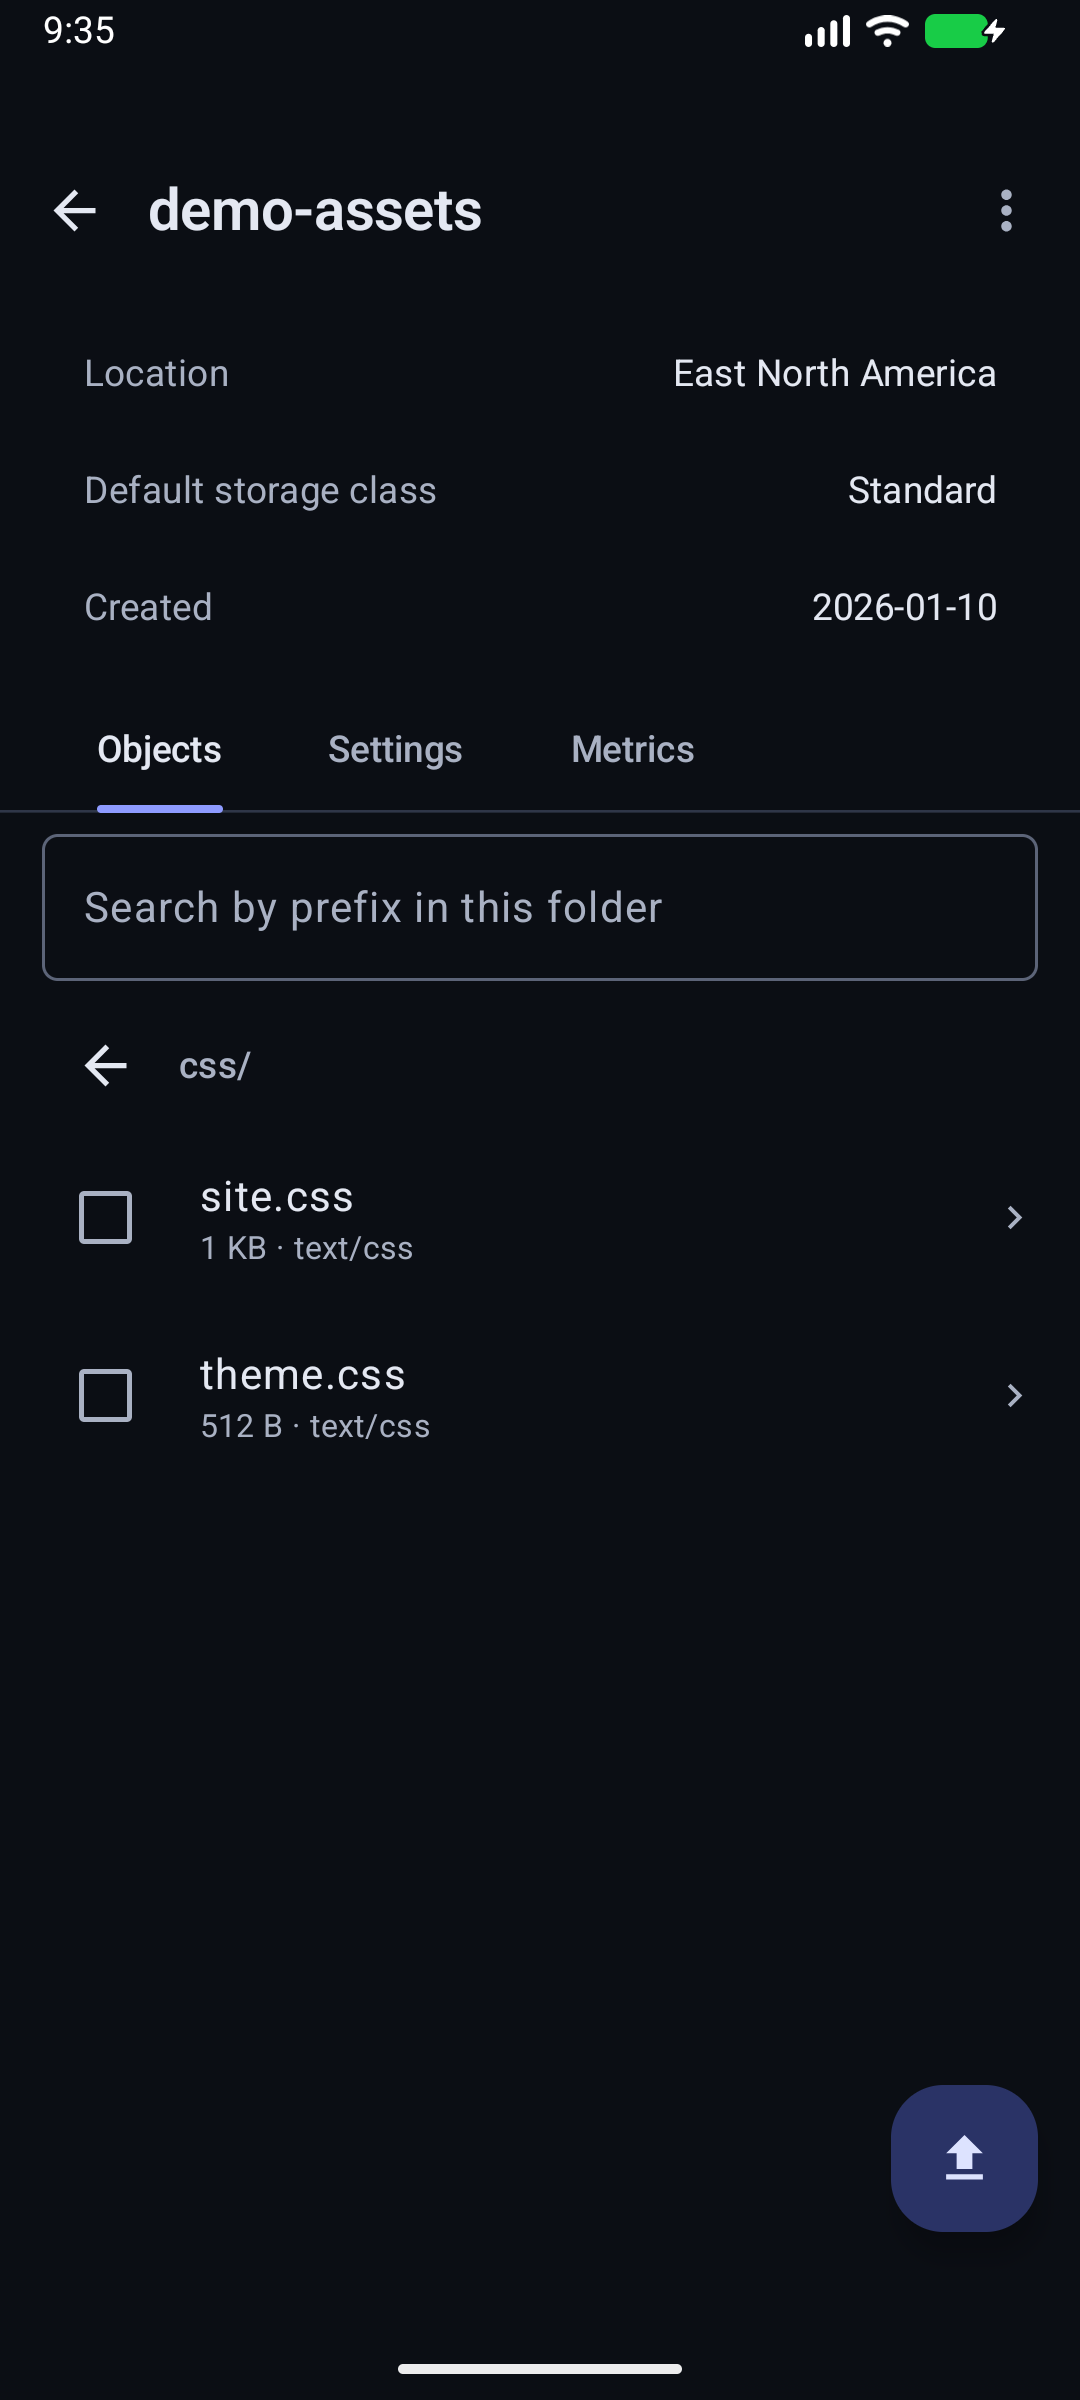 9:35
demo-assets
Location East North America
Default storage class Standard
Created 2026-01-10
Objects Settings Metrics
Search by prefix in this folder
css/
site.css
1 KB · text/css
theme.css
512 B · text/css